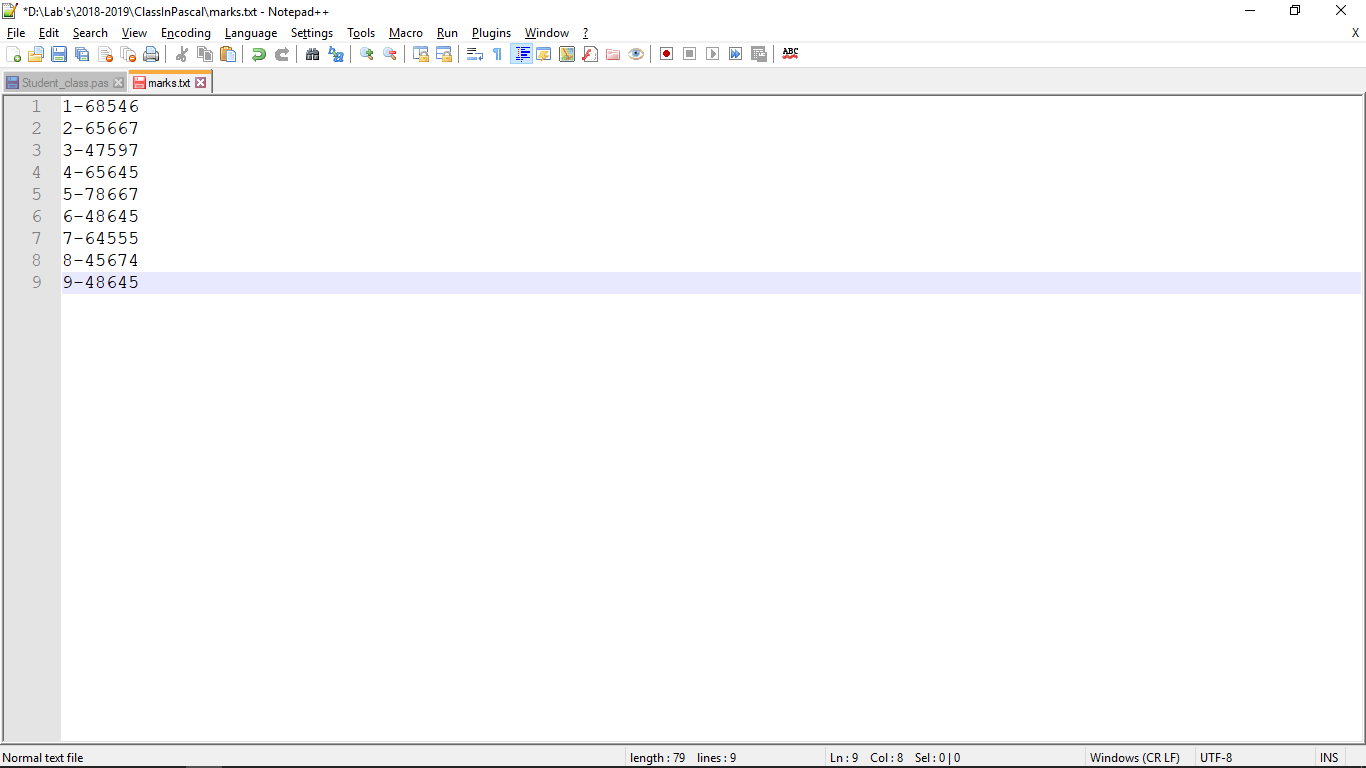 *D:\Lab's\2018-2019\ClassInPascal\marks.txt - Notepad++
File Edit Search View Encoding Language Settings Tools Macro Run Plugins Window ? X
ABC
Student_class.pas marks.txt
1 1-68546
2 2-65667
3 3-47597
4 4-65645
5 5-78667
6 6-48645
7 7-64555
8 8-45674
9 9-48645
Normal text file length : 79 lines : 9 Ln : 9 Col : 8 Sel : 0 | 0 Windows (CR LF) UTF-8 INS